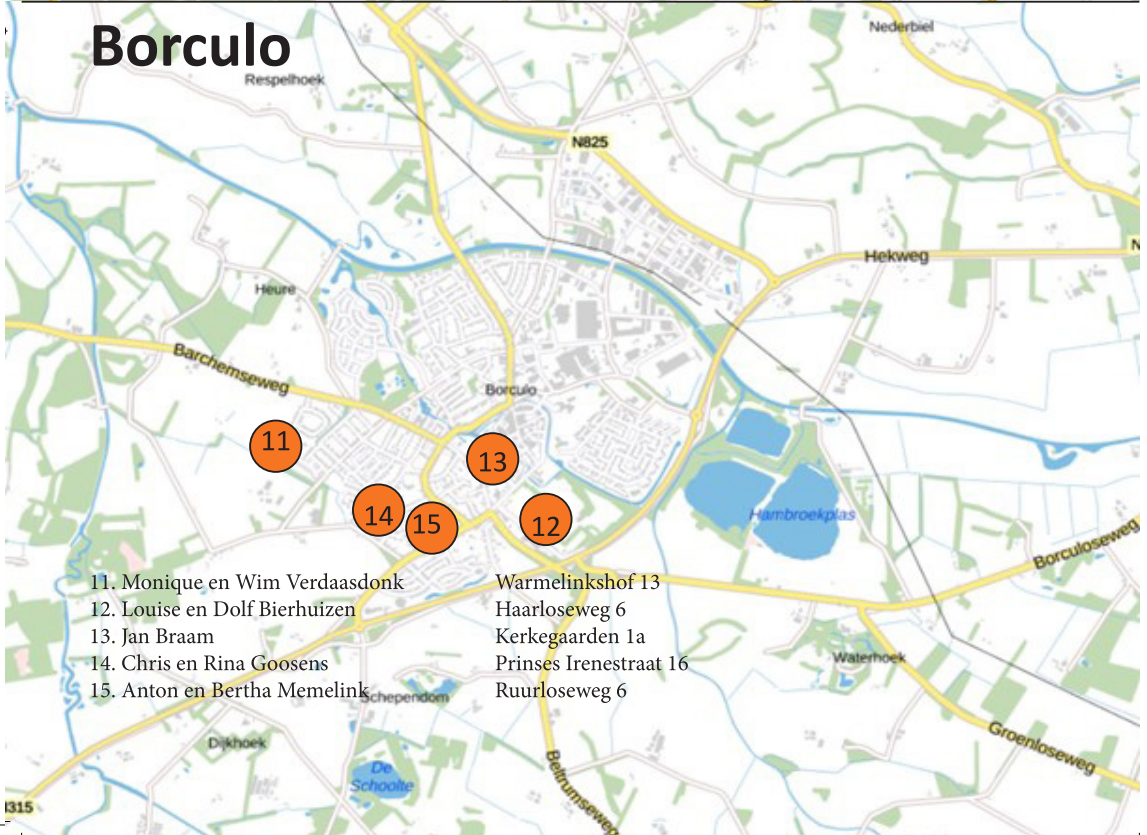 Borculo
Nederbiel
Respelhoek
N825
Hekweg
N
Heure
Barchemseweg
Borculo
11
13
14
15
12
Hambroekplas
Borculoseweg
11. Monique en Wim Verdaasdonk Warmelinkshof 13
12. Louise en Dolf Bierhuizen Haarloseweg 6
13. Jan Braam Kerkegaarden 1a
14. Chris en Rina Goosens Prinses Irenestraat 16
15. Anton en Bertha Memelink Ruurloseweg 6
Waterhoek
Schependom
Dijkhoek
Groenloseweg
De
Schoolte
Beltrumseweg
N315